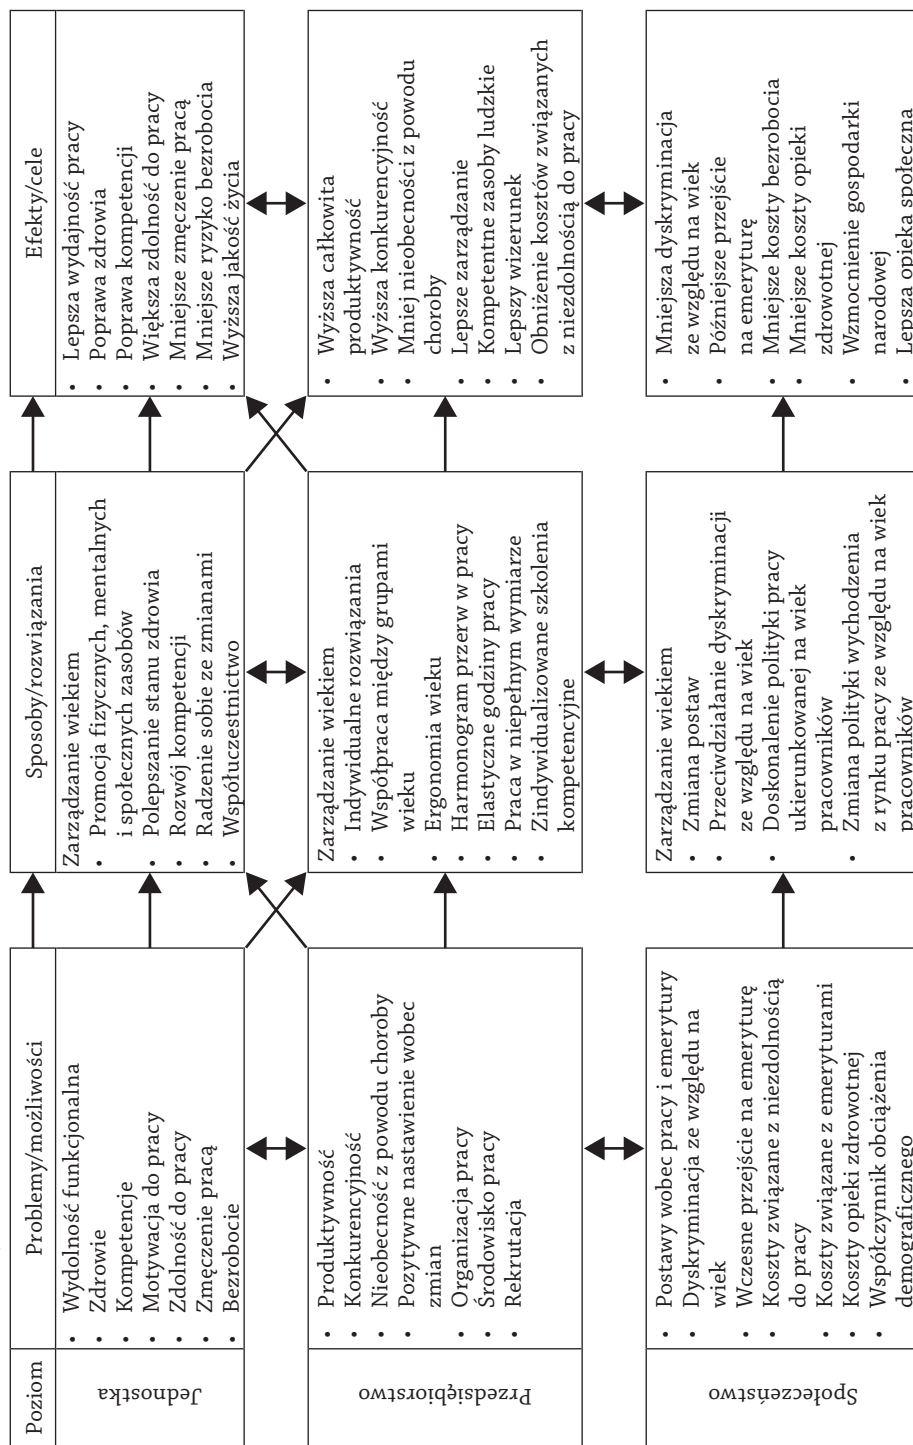 Poziom
Problemy/możliwości
Sposoby/rozwiązania
Efekty/cele
Jednostka
• Wydolność funkcjonalna
• Zdrowie
• Kompetencje
• Motywacja do pracy
• Zdolność do pracy
• Zmęczenie pracą
• Bezrobocie
Zarządzanie wiekiem
• Promocja fizycznych, mentalnych
i społecznych zasobów
• Polepszanie stanu zdrowia
• Rozwój kompetencji
• Radzenie sobie ze zmianami
• Współuczestnictwo
• Lepsza wydajność pracy
• Poprawa zdrowia
• Poprawa kompetencji
• Większa zdolność do pracy
• Mniejsze zmęczenie pracą
• Mniejsze ryzyko bezrobocia
• Wyższa jakość życia
Przedsiębiorstwo
• Produktywność
• Konkurencyjność
• Nieobecność z powodu choroby
• Pozytywne nastawienie wobec
zmian
• Organizacja pracy
• Środowisko pracy
• Rekrutacja
Zarządzanie wiekiem
• Indywidualne rozwiązania
• Współpraca między grupami
wieku
• Ergonomia wieku
• Harmonogram przerw w pracy
• Elastyczne godziny pracy
• Praca w niepełnym wymiarze
• Zindywidualizowane szkolenia
kompetencyjne
• Wyższa całkowita
produktywność
• Wyższa konkurencyjność
• Mniej nieobecności z powodu
choroby
• Lepsze zarządzanie
• Kompetentne zasoby ludzkie
• Lepszy wizerunek
• Obniżenie kosztów związanych
z niezdolnością do pracy
Społeczeństwo
• Postawy wobec pracy i emerytury
• Dyskryminacja ze względu na
wiek
• Wczesne przejście na emeryturę
• Koszty związane z niezdolnością
do pracy
• Koszty związane z emeryturami
• Koszty opieki zdrowotnej
• Współczynnik obciążenia
demograficznego
Zarządzanie wiekiem
• Zmiana postaw
• Przeciwdziałanie dyskryminacji
ze względu na wiek
• Doskonalenie polityki pracy
ukierunkowanej na wiek
pracowników
• Zmiana polityki wychodzenia
z rynku pracy ze względu na wiek
pracowników
• Mniejsza dyskryminacja
ze względu na wiek
• Późniejsze przejście
na emeryturę
• Mniejsze koszty bezrobocia
• Mniejsze koszty opieki
zdrowotnej
• Wzmocnienie gospodarki
narodowej
• Lepsza opieka społeczna